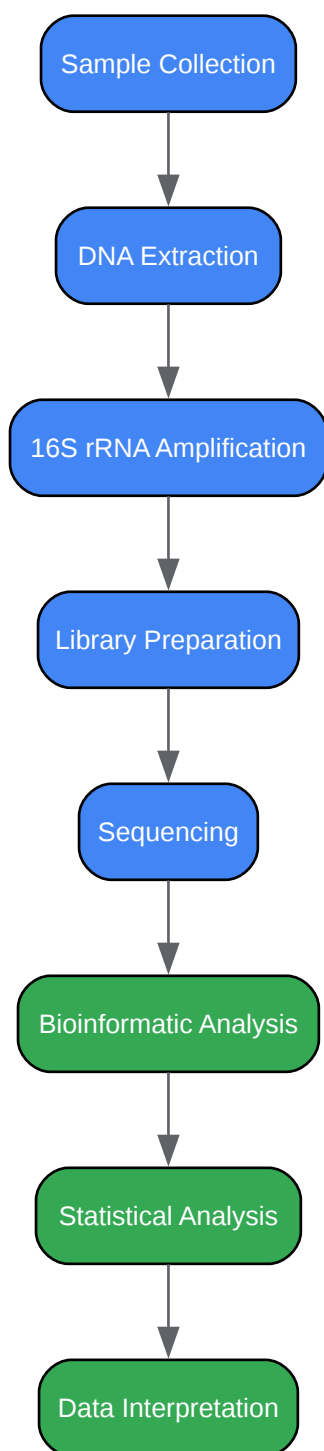 Sample Collection
DNA Extraction
16S rRNA Amplification
Library Preparation
Sequencing
Bioinformatic Analysis
Statistical Analysis
Data Interpretation